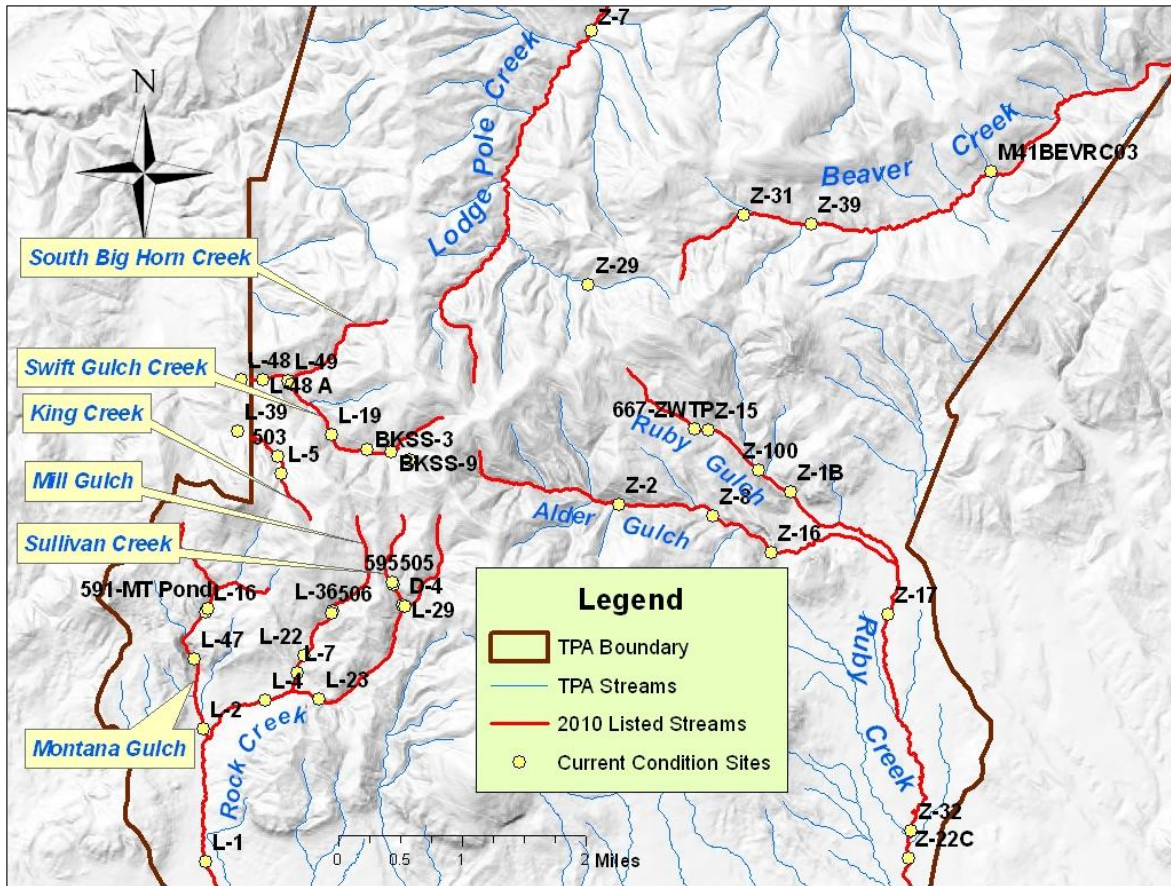 Z-7
N
Lodge Pole Creek
M41BEVRC03
Beaver Creek
Z-31
Z-39
South Big Horn Creek
Z-29
Swift Gulch Creek
L-48
L-49
L-48 A
King Creek
L-39
L-19
503
BKSS-3
L-5
BKSS-9
667-ZWTP
Z-15
Ruby Gulch
Z-100
Z-1B
Mill Gulch
Z-2
Z-8
Alder Gulch
Z-16
Sullivan Creek
595
505
591-MT Pond
L-16
L-36
506
D-4
L-29
Z-17
L-47
L-22
L-7
L-4
L-23
L-2
Montana Gulch
Rock Creek
Ruby Creek
L-1
Z-32
Z-22C
Legend
TPA Boundary
TPA Streams
2010 Listed Streams
Current Condition Sites
0 0.5 1 2
Miles